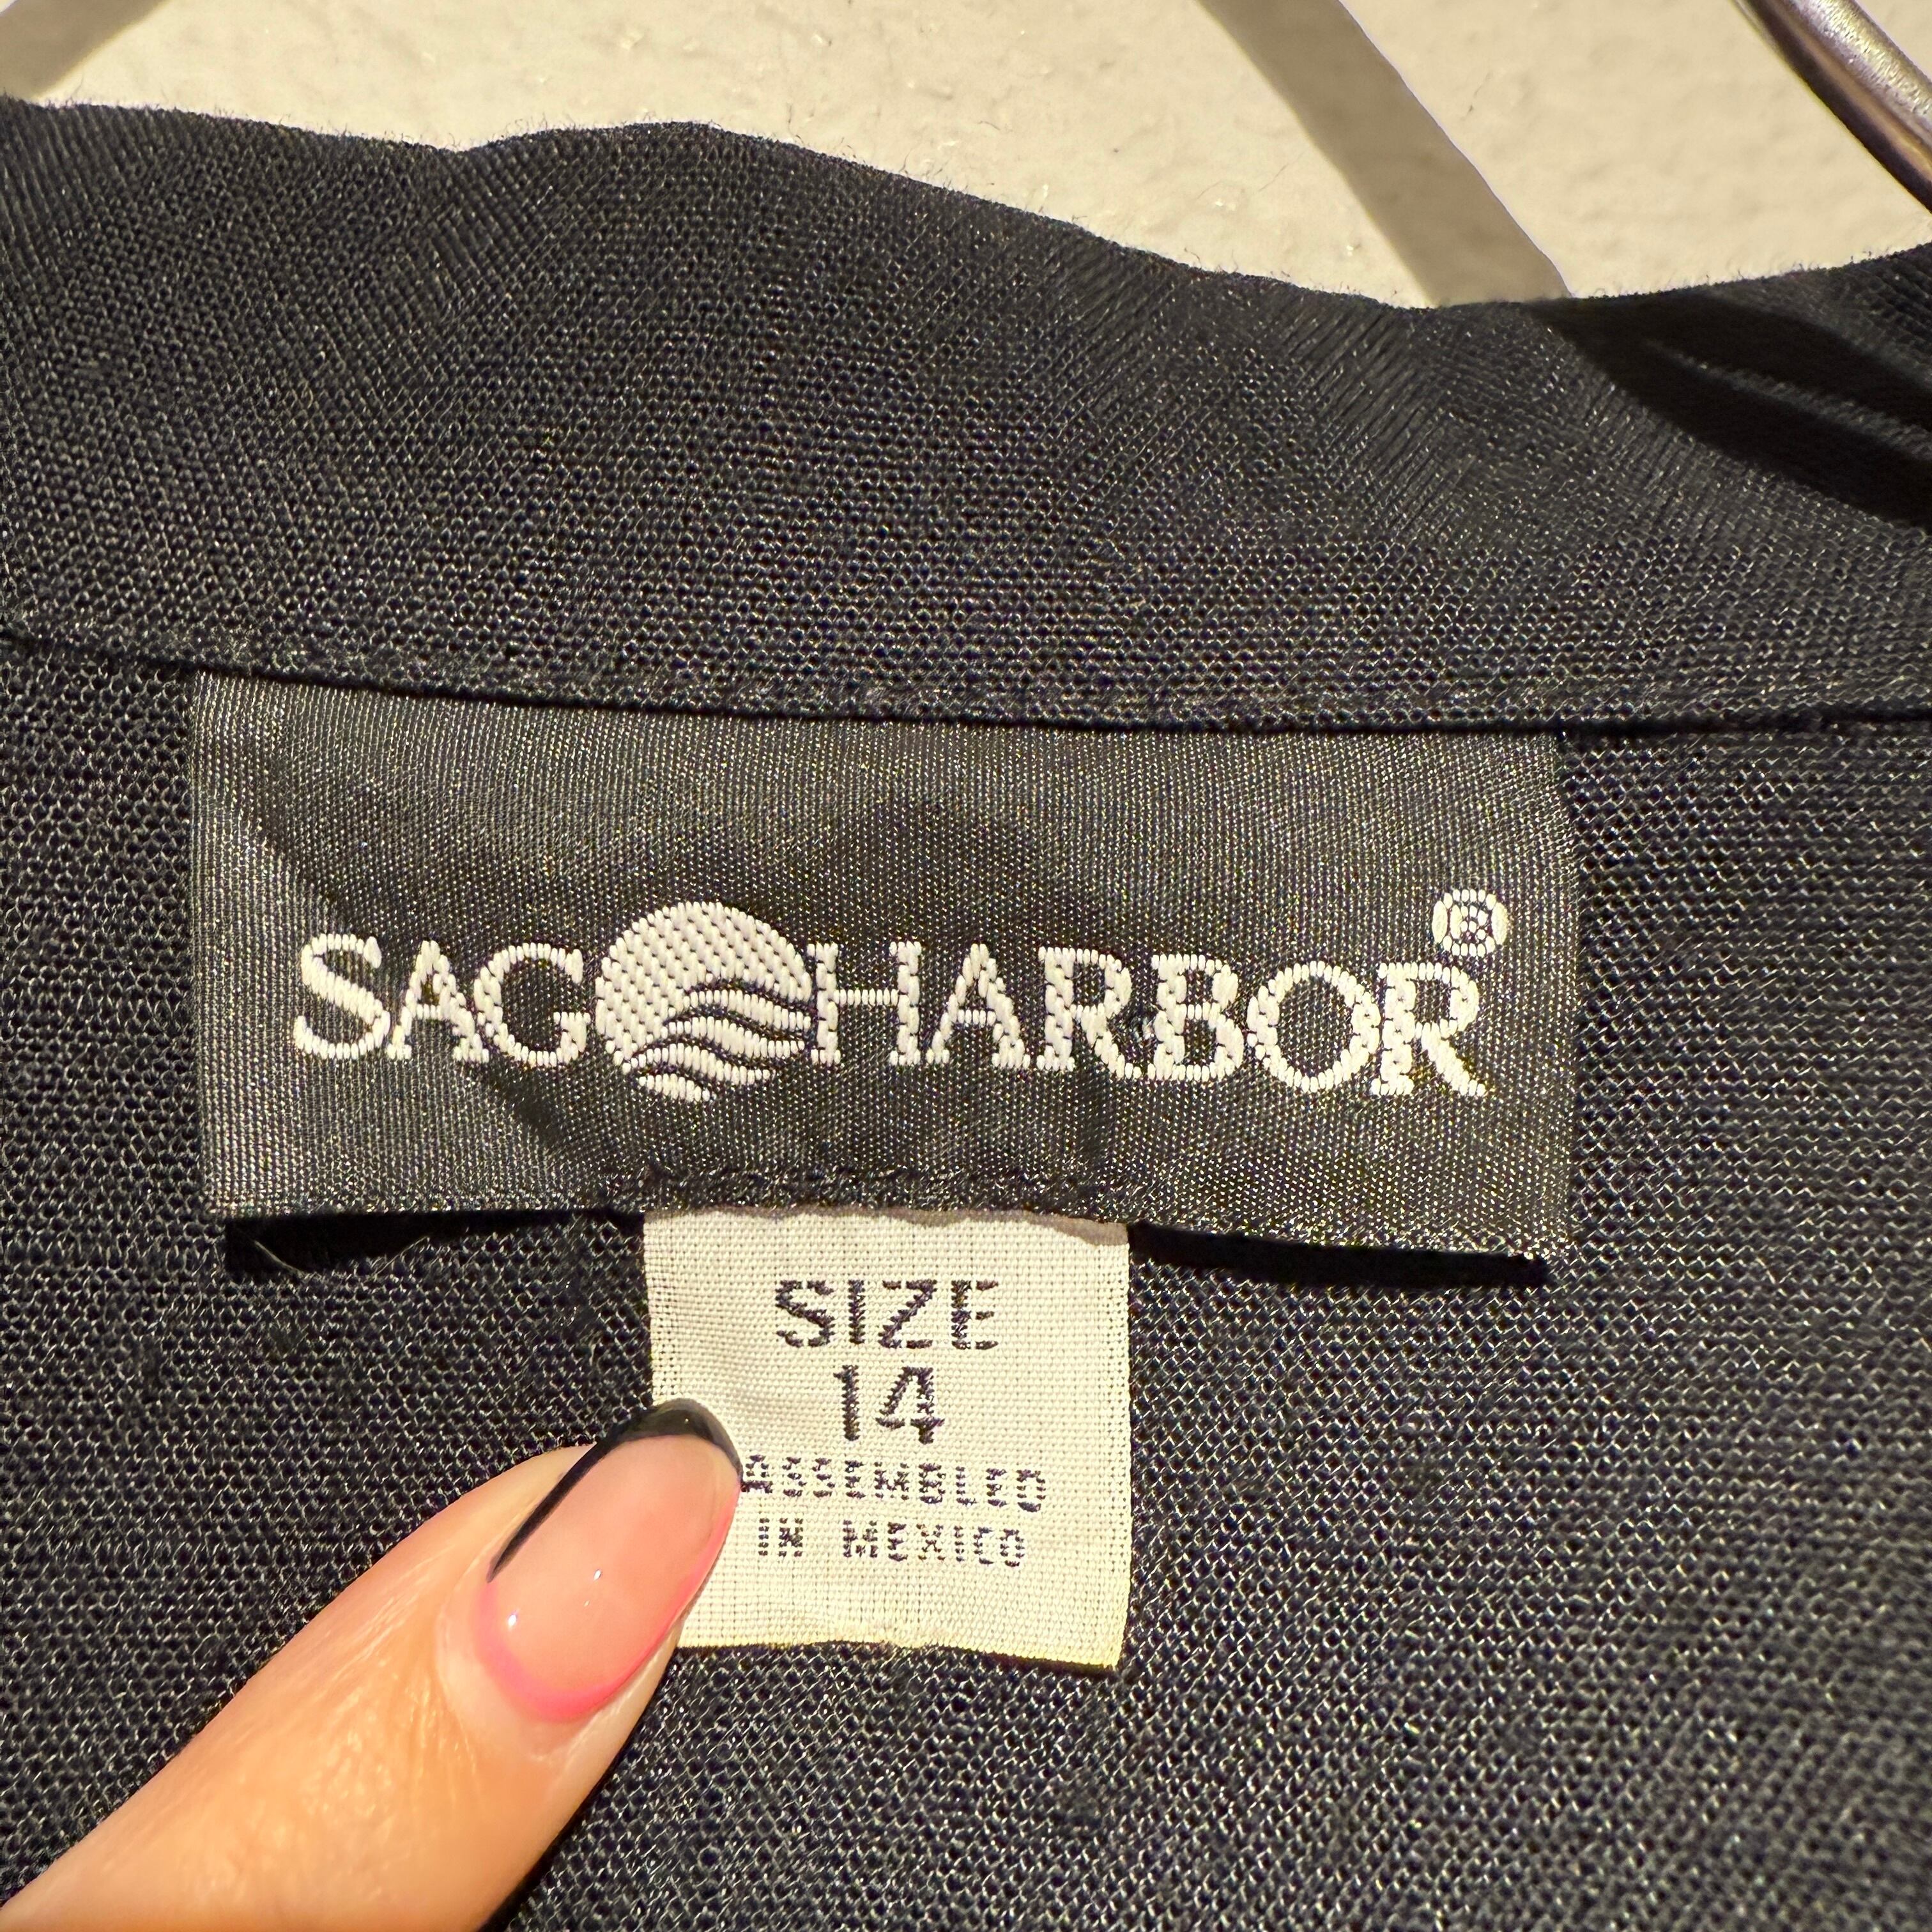 SAG HARBOR®
SIZE
14
ASSEMBLED
IN MEXICO